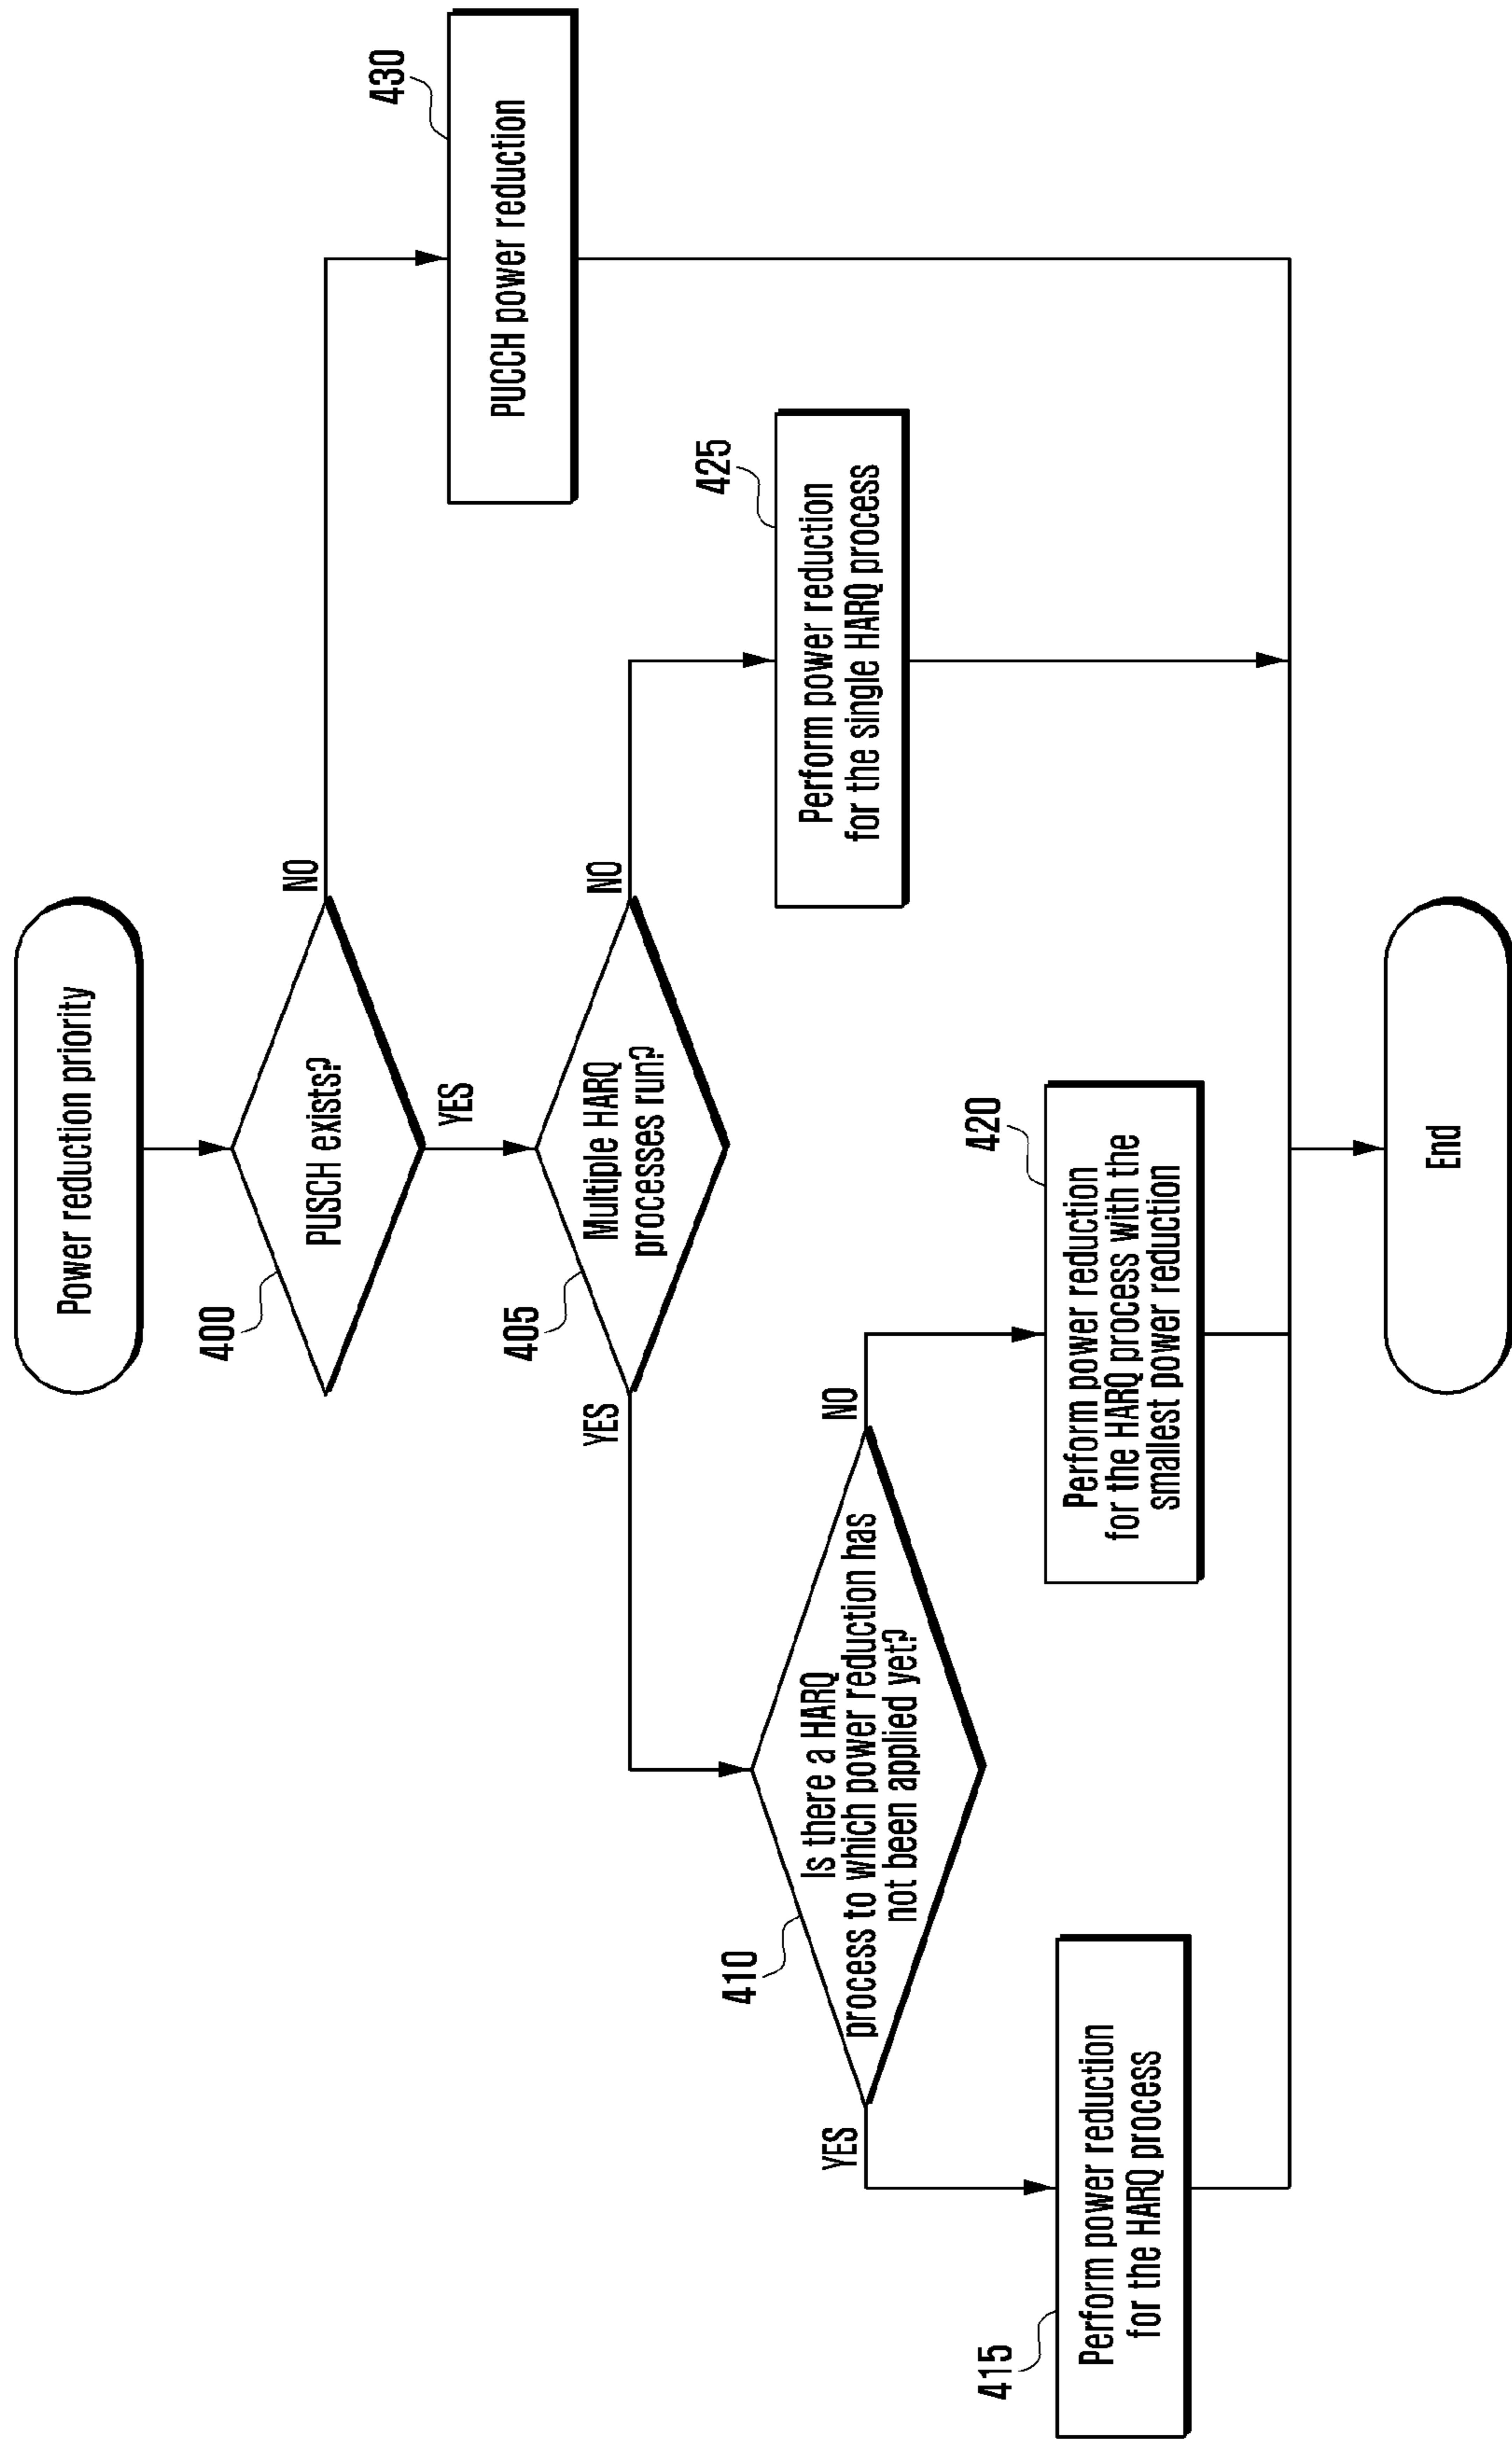 Power reduction priority
400
PUSCH exists?
NO
YES
430
PUCCH power reduction
405
Multiple HARQ
processes run?
YES
NO
425
Perform power reduction
for the single HARQ process
410
Is there a HARQ
process to which power reduction has
not been applied yet?
YES
NO
415
Perform power reduction
for the HARQ process
420
Perform power reduction
for the HARQ process with the
smallest power reduction
End